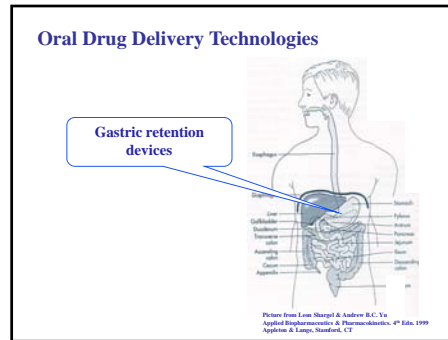 Oral Drug Delivery Technologies
Gastric retention
devices
Esophagus
Liver
Gallbladder
Duodenum
Transverse
colon
Ascending
colon
Cecum
Appendix
Stomach
Pylorus
Antrum
Pancreas
Jejunum
Ileum
Descending
colon
Picture from Leon Shargel & Andrew B.C. Yu
Applied Biopharmaceutics & Pharmacokinetics. 4th Edn. 1999
Appleton & Lange, Stamford, CT